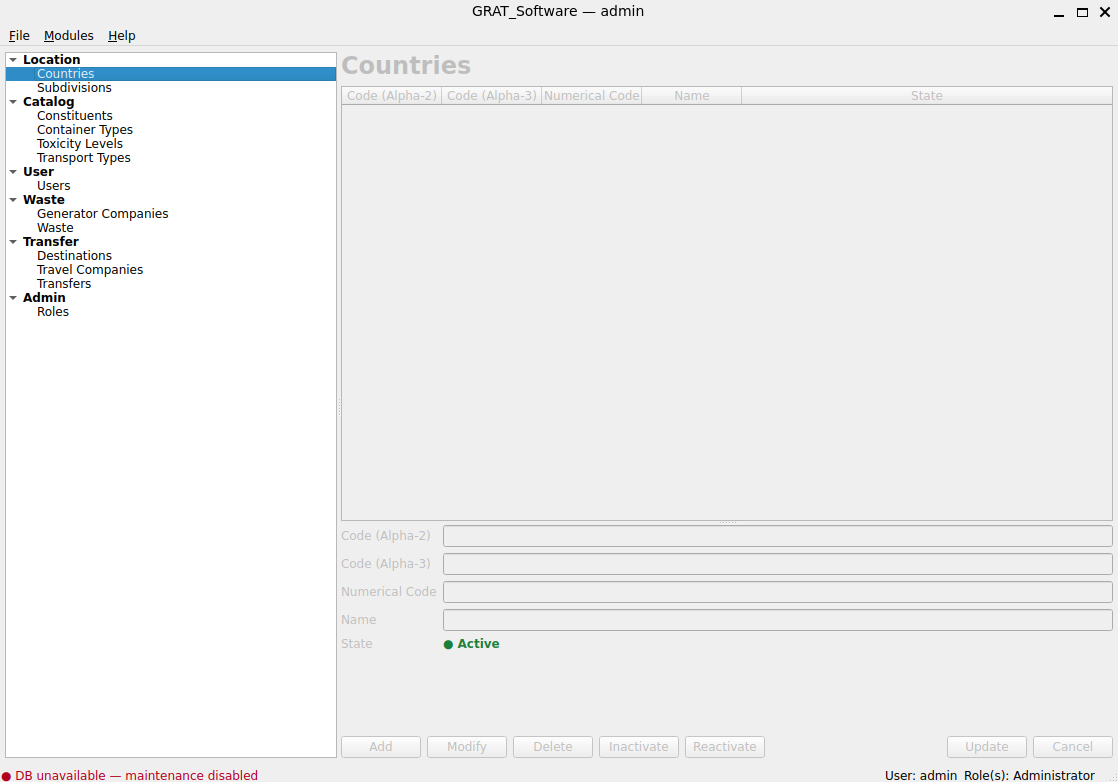 GRAT_Software — admin
File Modules Help
Location
Countries
Subdivisions
Catalog
Constituents
Container Types
Toxicity Levels
Transport Types
User
Users
Waste
Generator Companies
Waste
Transfer
Destinations
Travel Companies
Transfers
Admin
Roles
Countries
Code (Alpha-2) Code (Alpha-3) Numerical Code Name State
Code (Alpha-2)
Code (Alpha-3)
Numerical Code
Name
State ● Active
Add Modify Delete Inactivate Reactivate Update Cancel
● DB unavailable — maintenance disabled User: admin Role(s): Administrator